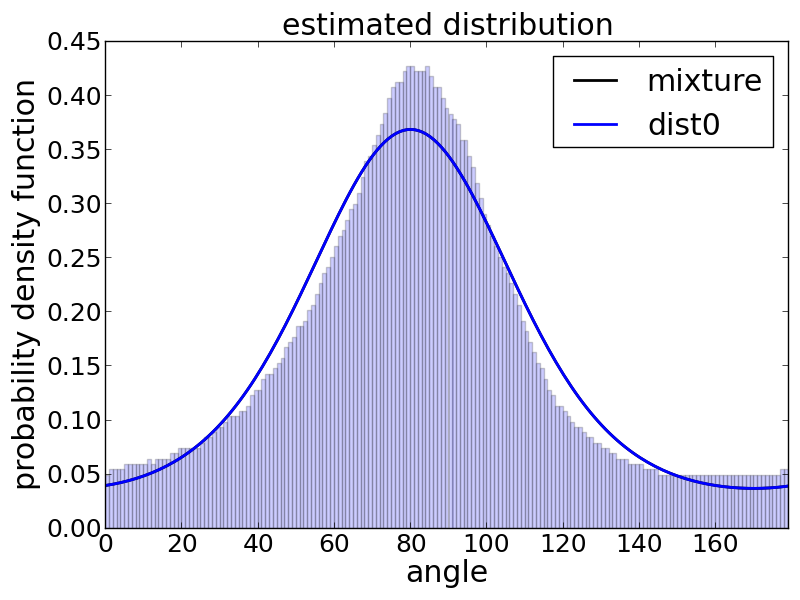 estimated distribution
mixture
dist0
probability density function
0.45
0.40
0.35
0.30
0.25
0.20
0.15
0.10
0.05
0.00
0 20 40 60 80 100 120 140 160
angle